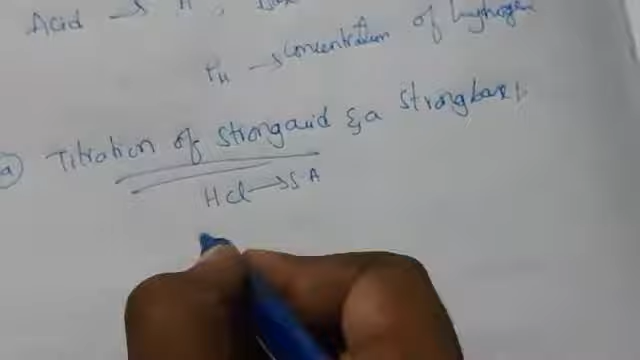 Acid → H
PH → Concentration of hydrogen
a) Titration of strong acid & a strong base,
HCl → S A